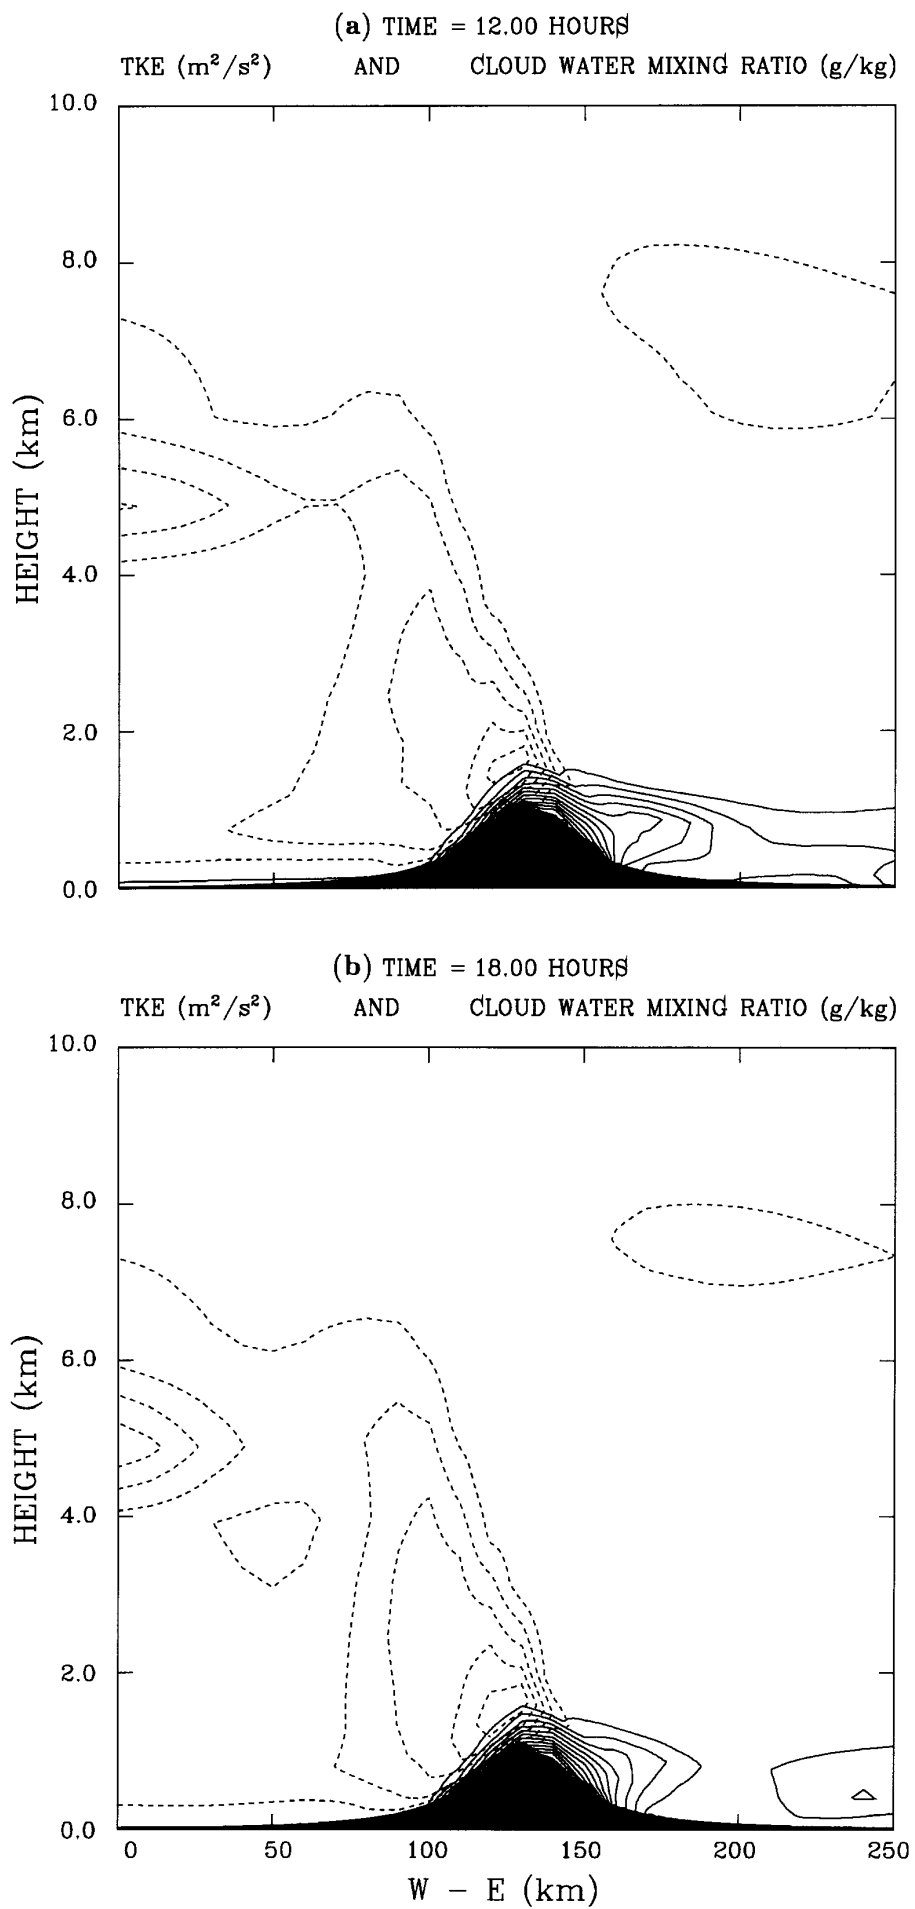 (a) TIME = 12.00 HOURS
TKE (m²/s²) AND CLOUD WATER MIXING RATIO (g/kg)
10.0
8.0
6.0
4.0
2.0
0.0
HEIGHT (km)
(b) TIME = 18.00 HOURS
TKE (m²/s²) AND CLOUD WATER MIXING RATIO (g/kg)
10.0
8.0
6.0
4.0
2.0
0.0
HEIGHT (km)
0 50 100 150 200 250
W – E (km)